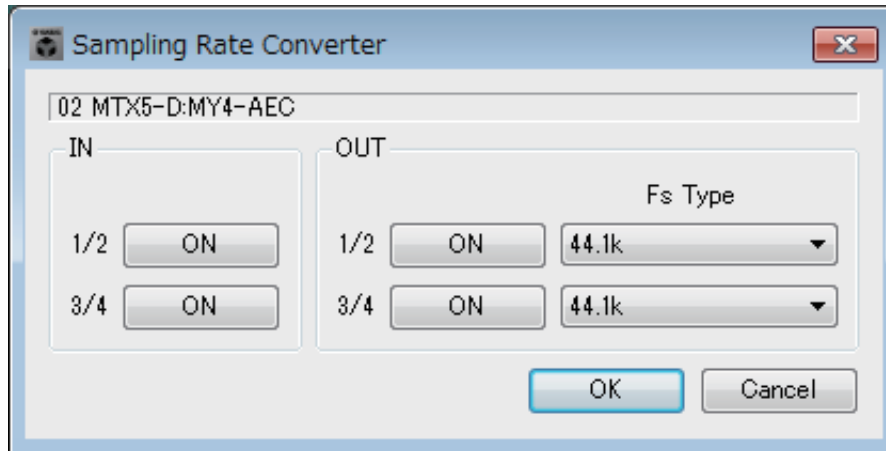 Sampling Rate Converter
02 MTX5-D:MY4-AEC
IN
OUT
Fs Type
1/2 ON
1/2 ON 44.1k
3/4 ON
3/4 ON 44.1k
OK Cancel